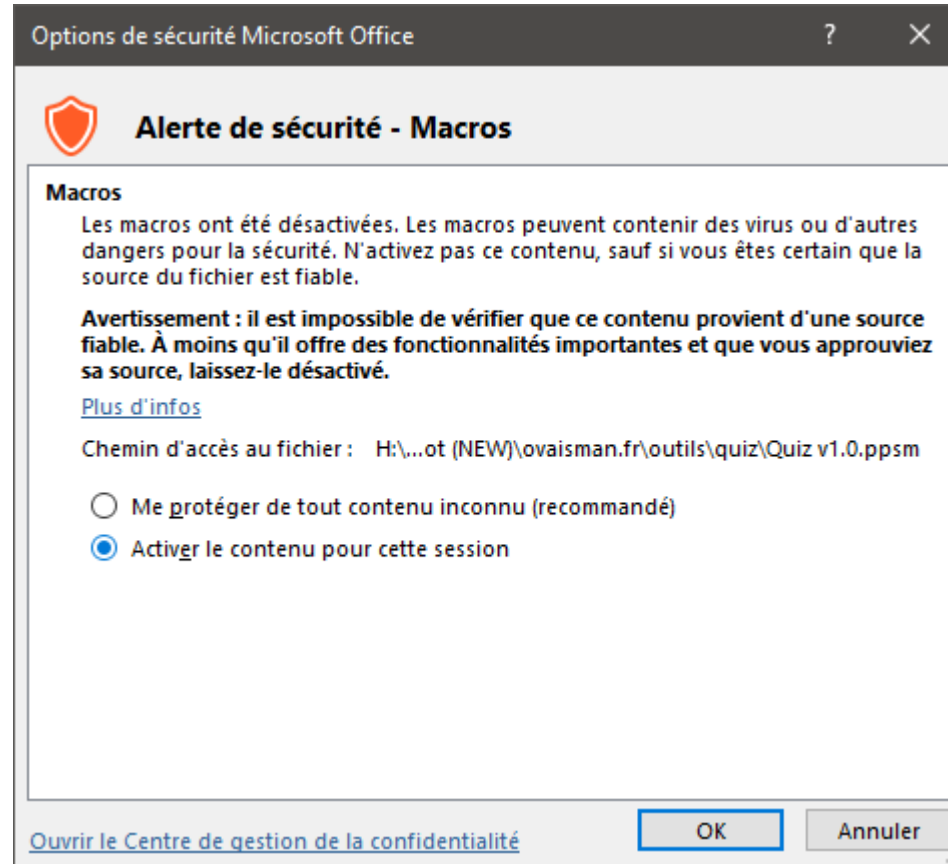 Options de sécurité Microsoft Office
?
Alerte de sécurité - Macros
Macros
Les macros ont été désactivées. Les macros peuvent contenir des virus ou d'autres
dangers pour la sécurité. N'activez pas ce contenu, sauf si vous êtes certain que la
source du fichier est fiable.
Avertissement : il est impossible de vérifier que ce contenu provient d'une source
fiable. À moins qu'il offre des fonctionnalités importantes et que vous approuviez
sa source, laissez-le désactivé.
Plus d'infos
Chemin d'accès au fichier : H:\...ot (NEW)\ovaisman.fr\outils\quiz\Quiz v1.0.ppsm
Me protéger de tout contenu inconnu (recommandé)
Activer le contenu pour cette session
Ouvrir le Centre de gestion de la confidentialité
OK
Annuler